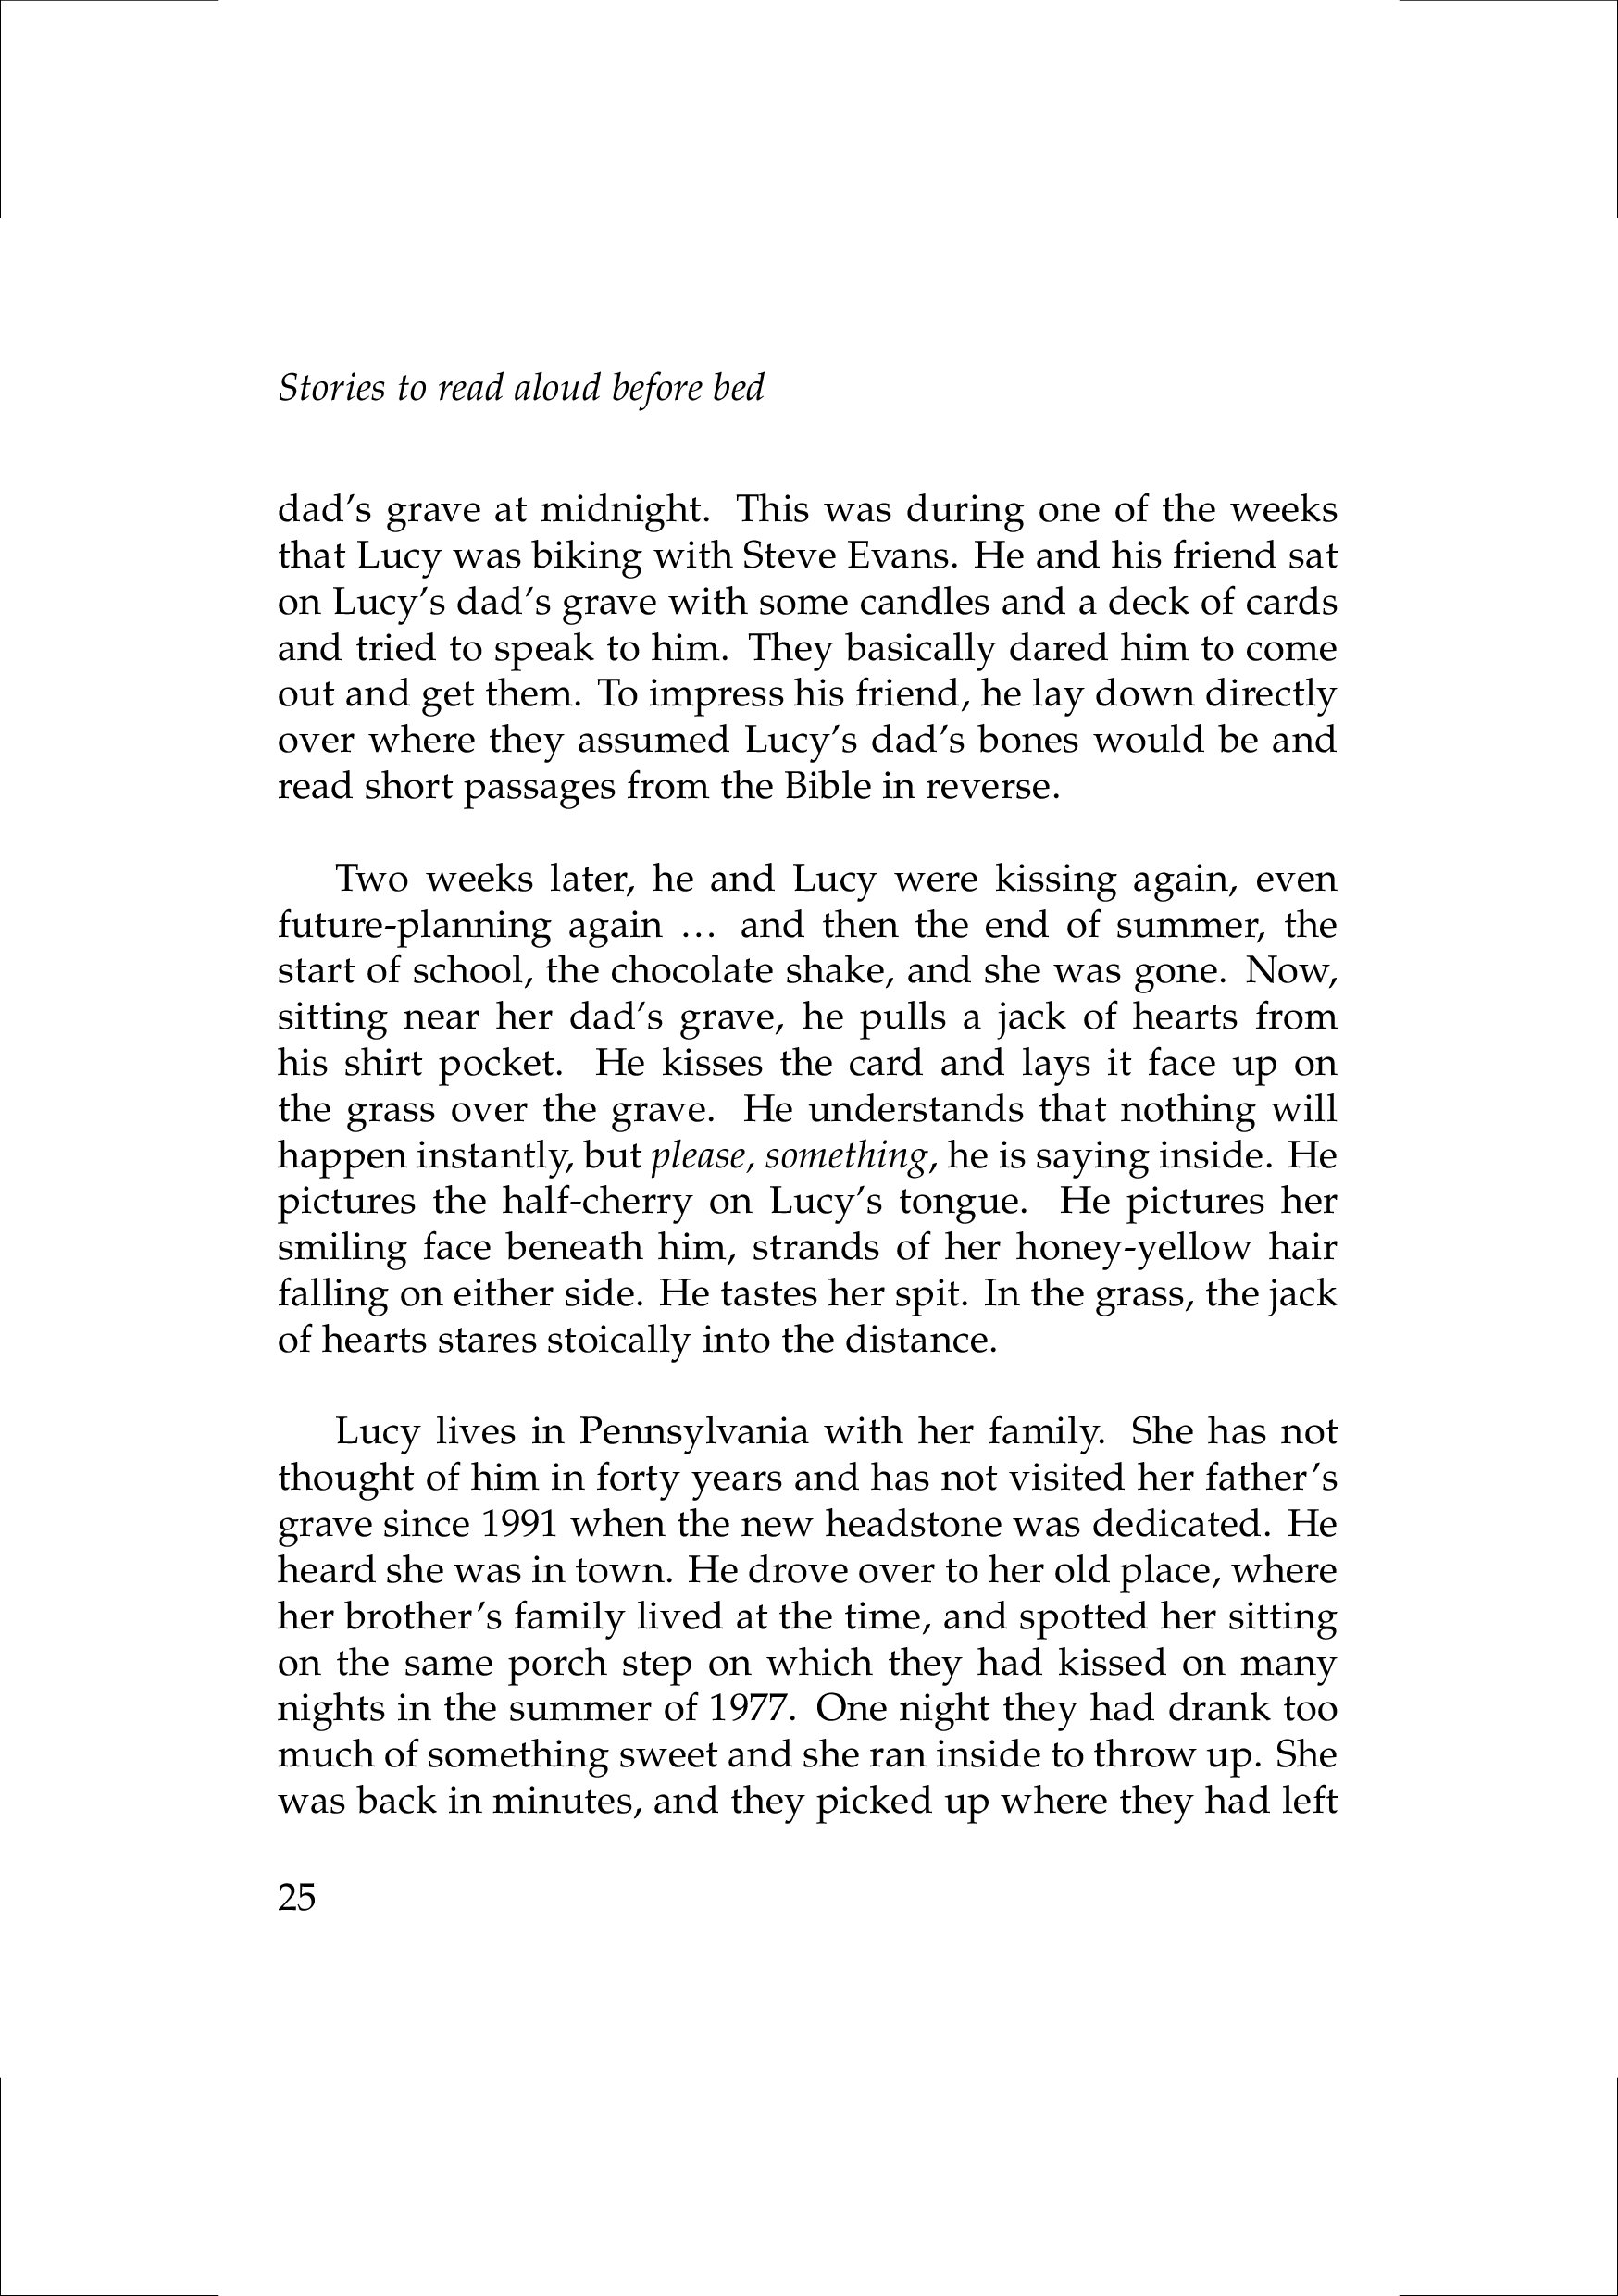 Stories to read aloud before bed
dad’s grave at midnight. This was during one of the weeks
that Lucy was biking with Steve Evans. He and his friend sat
on Lucy’s dad’s grave with some candles and a deck of cards
and tried to speak to him. They basically dared him to come
out and get them. To impress his friend, he lay down directly
over where they assumed Lucy’s dad’s bones would be and
read short passages from the Bible in reverse.
Two weeks later, he and Lucy were kissing again, even
future-planning again … and then the end of summer, the
start of school, the chocolate shake, and she was gone. Now,
sitting near her dad’s grave, he pulls a jack of hearts from
his shirt pocket. He kisses the card and lays it face up on
the grass over the grave. He understands that nothing will
happen instantly, but please, something, he is saying inside. He
pictures the half-cherry on Lucy’s tongue. He pictures her
smiling face beneath him, strands of her honey-yellow hair
falling on either side. He tastes her spit. In the grass, the jack
of hearts stares stoically into the distance.
Lucy lives in Pennsylvania with her family. She has not
thought of him in forty years and has not visited her father’s
grave since 1991 when the new headstone was dedicated. He
heard she was in town. He drove over to her old place, where
her brother’s family lived at the time, and spotted her sitting
on the same porch step on which they had kissed on many
nights in the summer of 1977. One night they had drank too
much of something sweet and she ran inside to throw up. She
was back in minutes, and they picked up where they had left
25